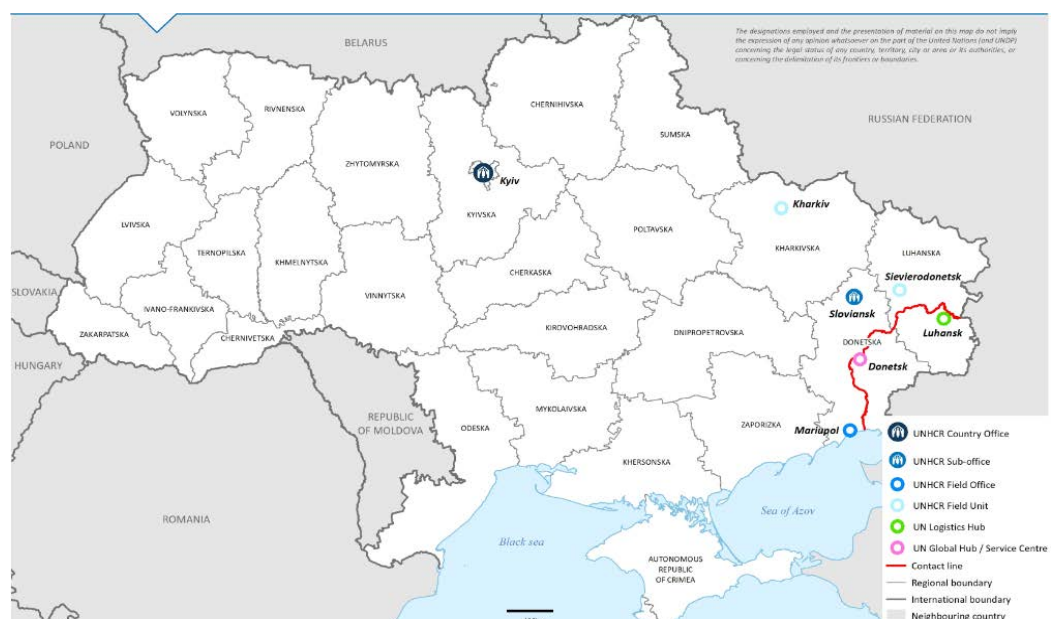 The designations employed and the presentation of material on this map do not imply
the expression of any opinion whatsoever on the part of the United Nations (and UNDP)
concerning the legal status of any country, territory, city or area or its authorities, or
concerning the delimitation of its frontiers or boundaries.
BELARUS
RUSSIAN FEDERATION
POLAND
VOLYNSKA
RIVNENSKA
ZHYTOMYRSKA
CHERNIHIVSKA
SUMSKA
Kyiv
KYIVSKA
Kharkiv
KHARKIVSKA
POLTAVSKA
LVIVSKA
TERNOPILSKA
KHMELNYTSKA
LUHANSKA
Sievierodonetsk
CHERKASKA
VINNYTSKA
SLOVAKIA
IVANO-FRANKIVSKA
Sloviansk
ZAKARPATSKA
CHERNIVETSKA
KIROVOHRADSKA
DNIPROPETROVSKA
Luhansk
DONETSKA
HUNGARY
Donetsk
REPUBLIC
OF MOLDOVA
MYKOLAIVSKA
ODESKA
ZAPORIZKA
Mariupol
KHERSONSKA
ROMANIA
Sea of Azov
Black sea
AUTONOMOUS
REPUBLIC
OF CRIMEA
UNHCR Country Office
UNHCR Sub-office
UNHCR Field Office
UNHCR Field Unit
UN Logistics Hub
UN Global Hub / Service Centre
Contact line
Regional boundary
International boundary
Neighbouring country